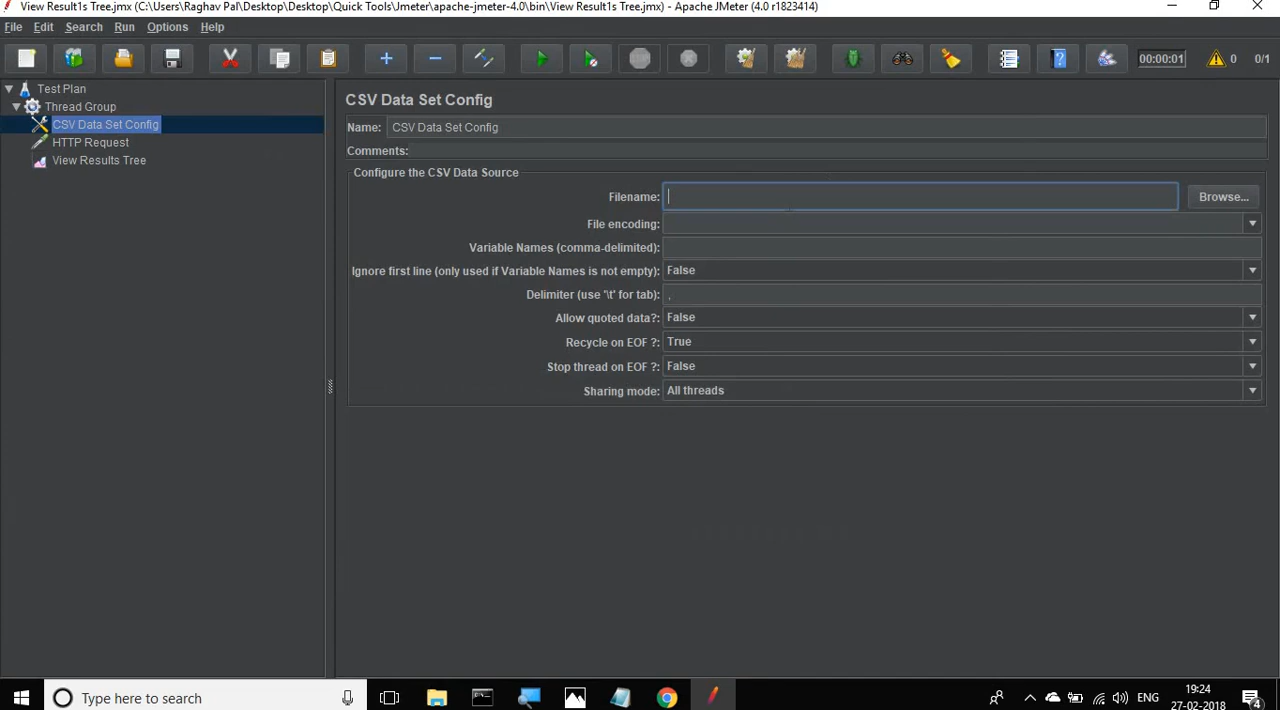 View Result1s Tree.jmx (C:\Users\Raghav Pal\Desktop\Desktop\Quick Tools\Jmeter\apache-jmeter-4.0\bin\View Result1s Tree.jmx) - Apache JMeter (4.0 r1823414)
File Edit Search Run Options Help
00:00:01 0 0/1
Test Plan
Thread Group
CSV Data Set Config
HTTP Request
View Results Tree
CSV Data Set Config
Name: CSV Data Set Config
Comments:
Configure the CSV Data Source
Filename: Browse...
File encoding:
Variable Names (comma-delimited):
Ignore first line (only used if Variable Names is not empty): False
Delimiter (use '\t' for tab): ,
Allow quoted data?: False
Recycle on EOF ?: True
Stop thread on EOF ?: False
Sharing mode: All threads
Type here to search
ENG 19:24
27-02-2018 4